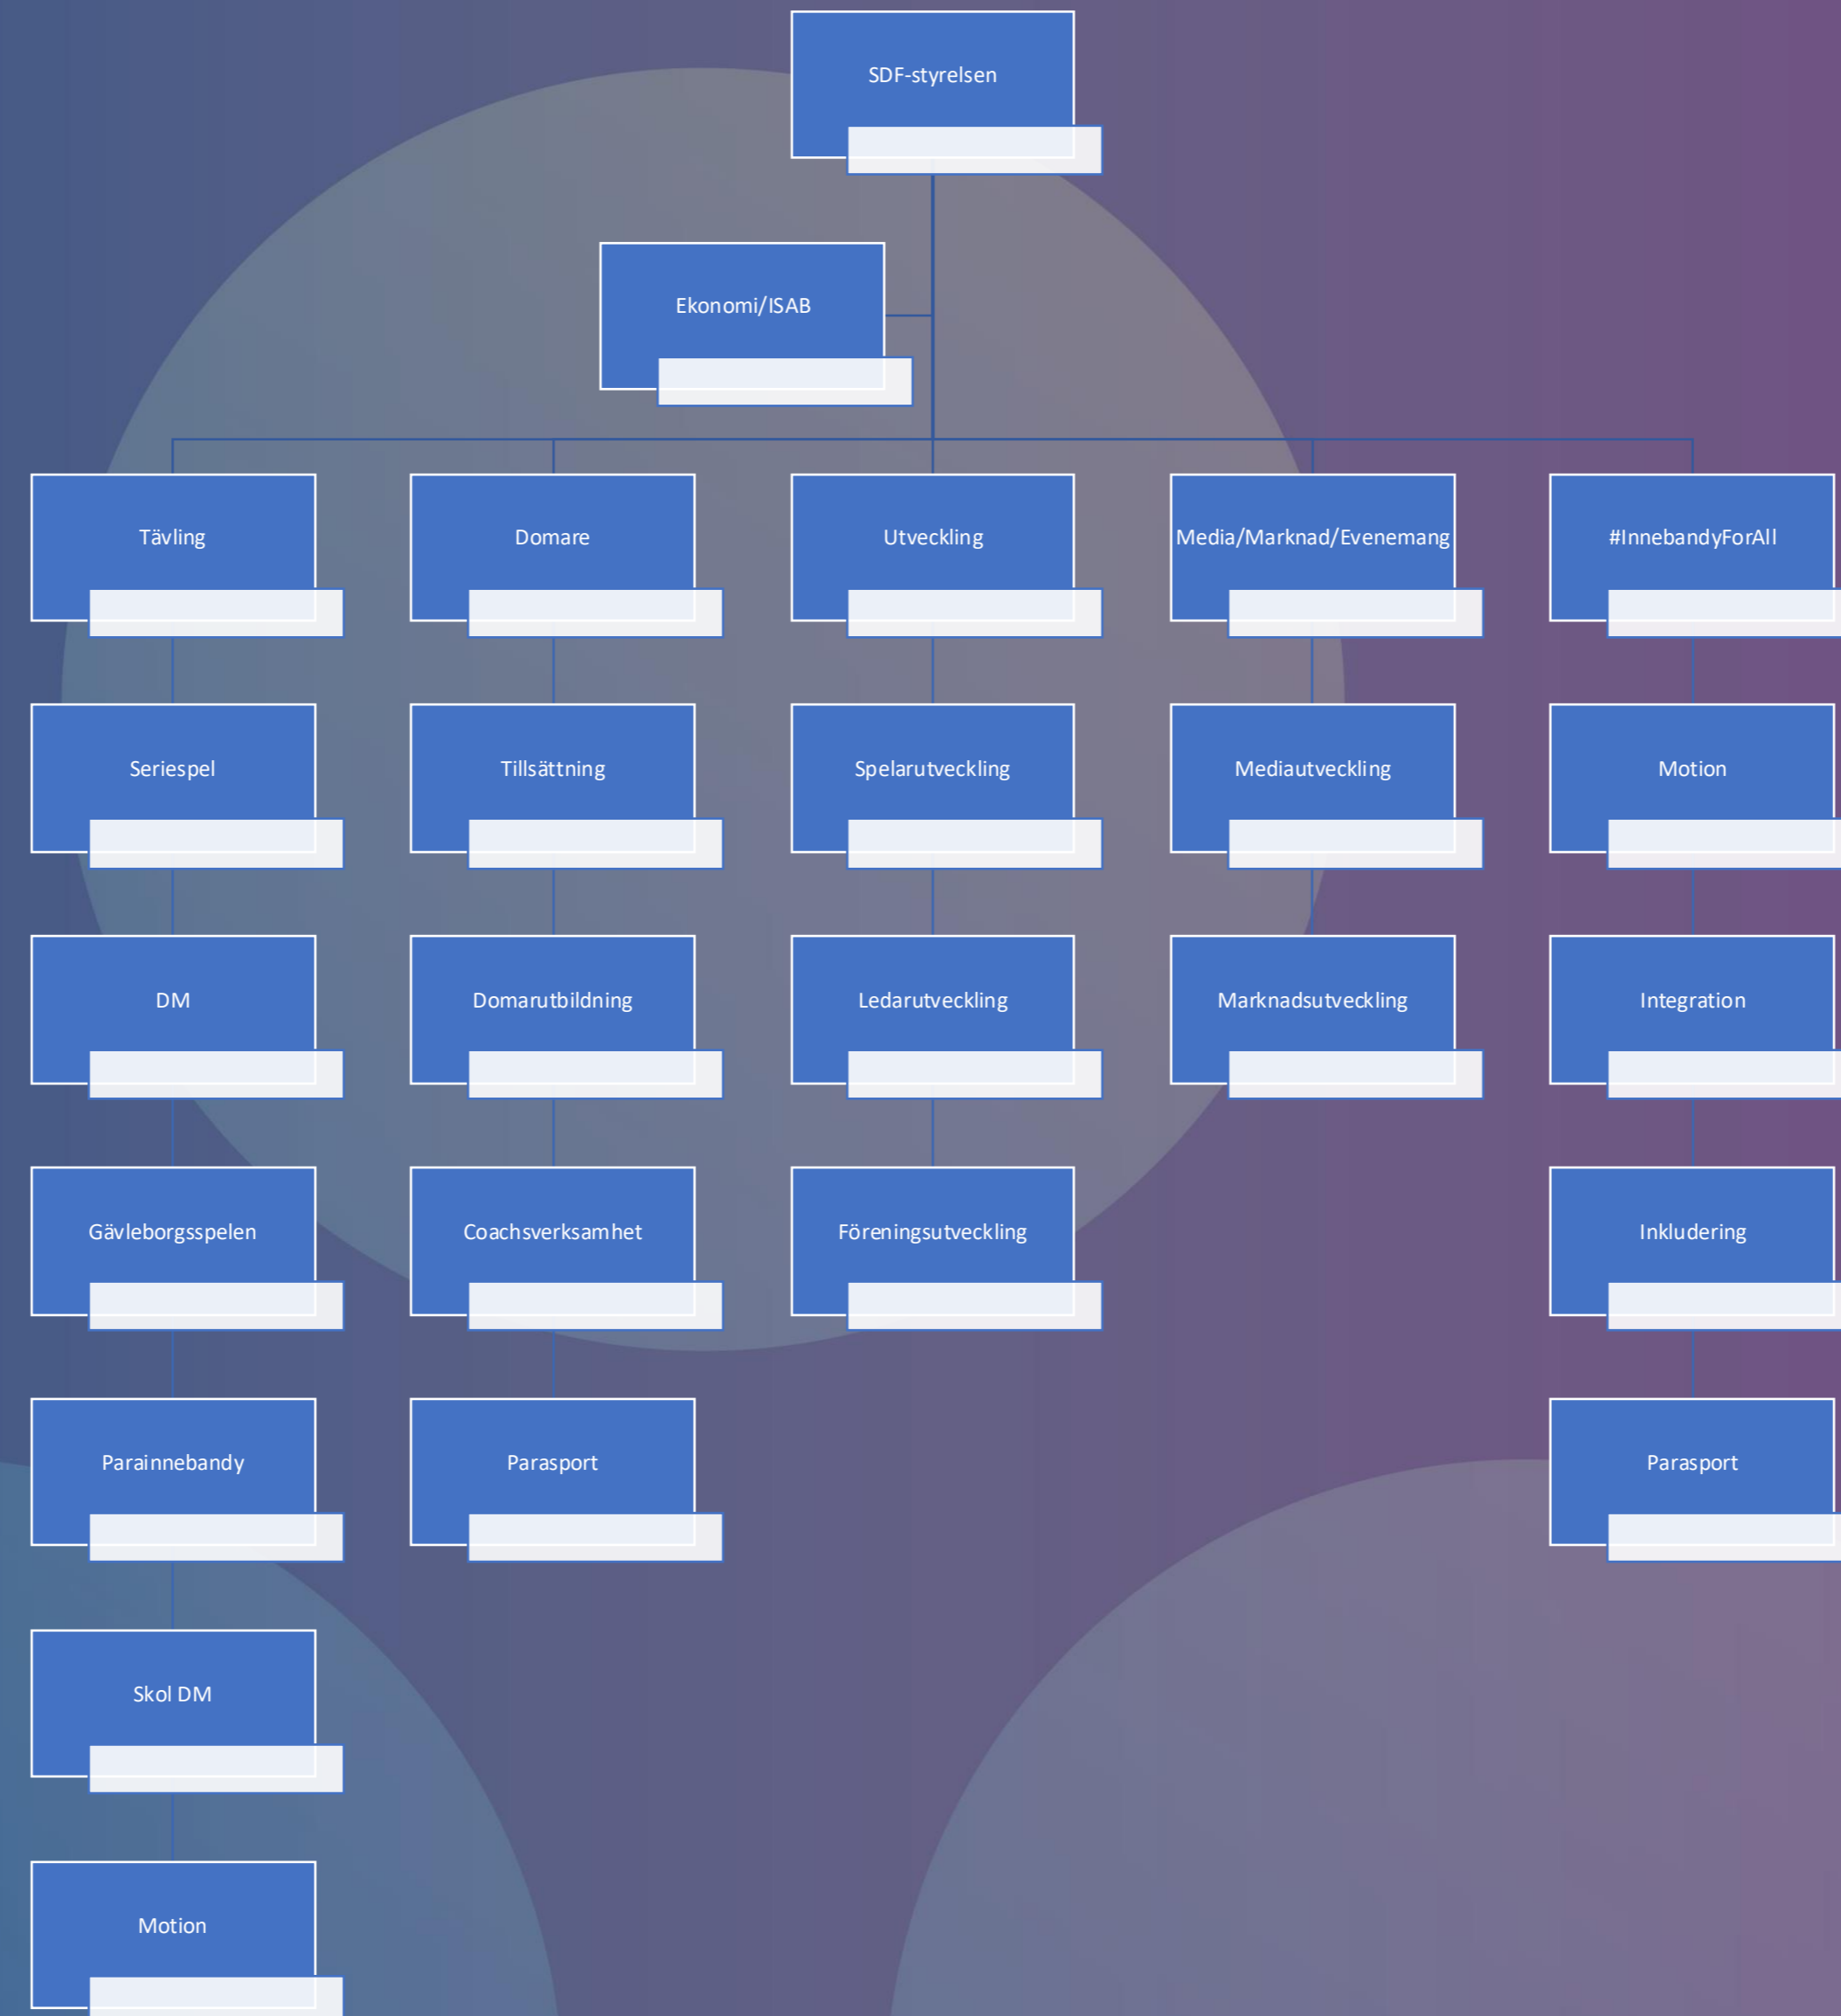 SDF-styrelsen
Ekonomi/ISAB
Tävling
Domare
Utveckling
Media/Marknad/Evenemang
#InnebandyForAll
Seriespel
Tillsättning
Spelarutveckling
Mediautveckling
Motion
DM
Domarutbildning
Ledarutveckling
Marknadsutveckling
Integration
Gävleborgsspelen
Coachsverksamhet
Föreningsutveckling
Inkludering
Parainnebandy
Parasport
Parasport
Skol DM
Motion